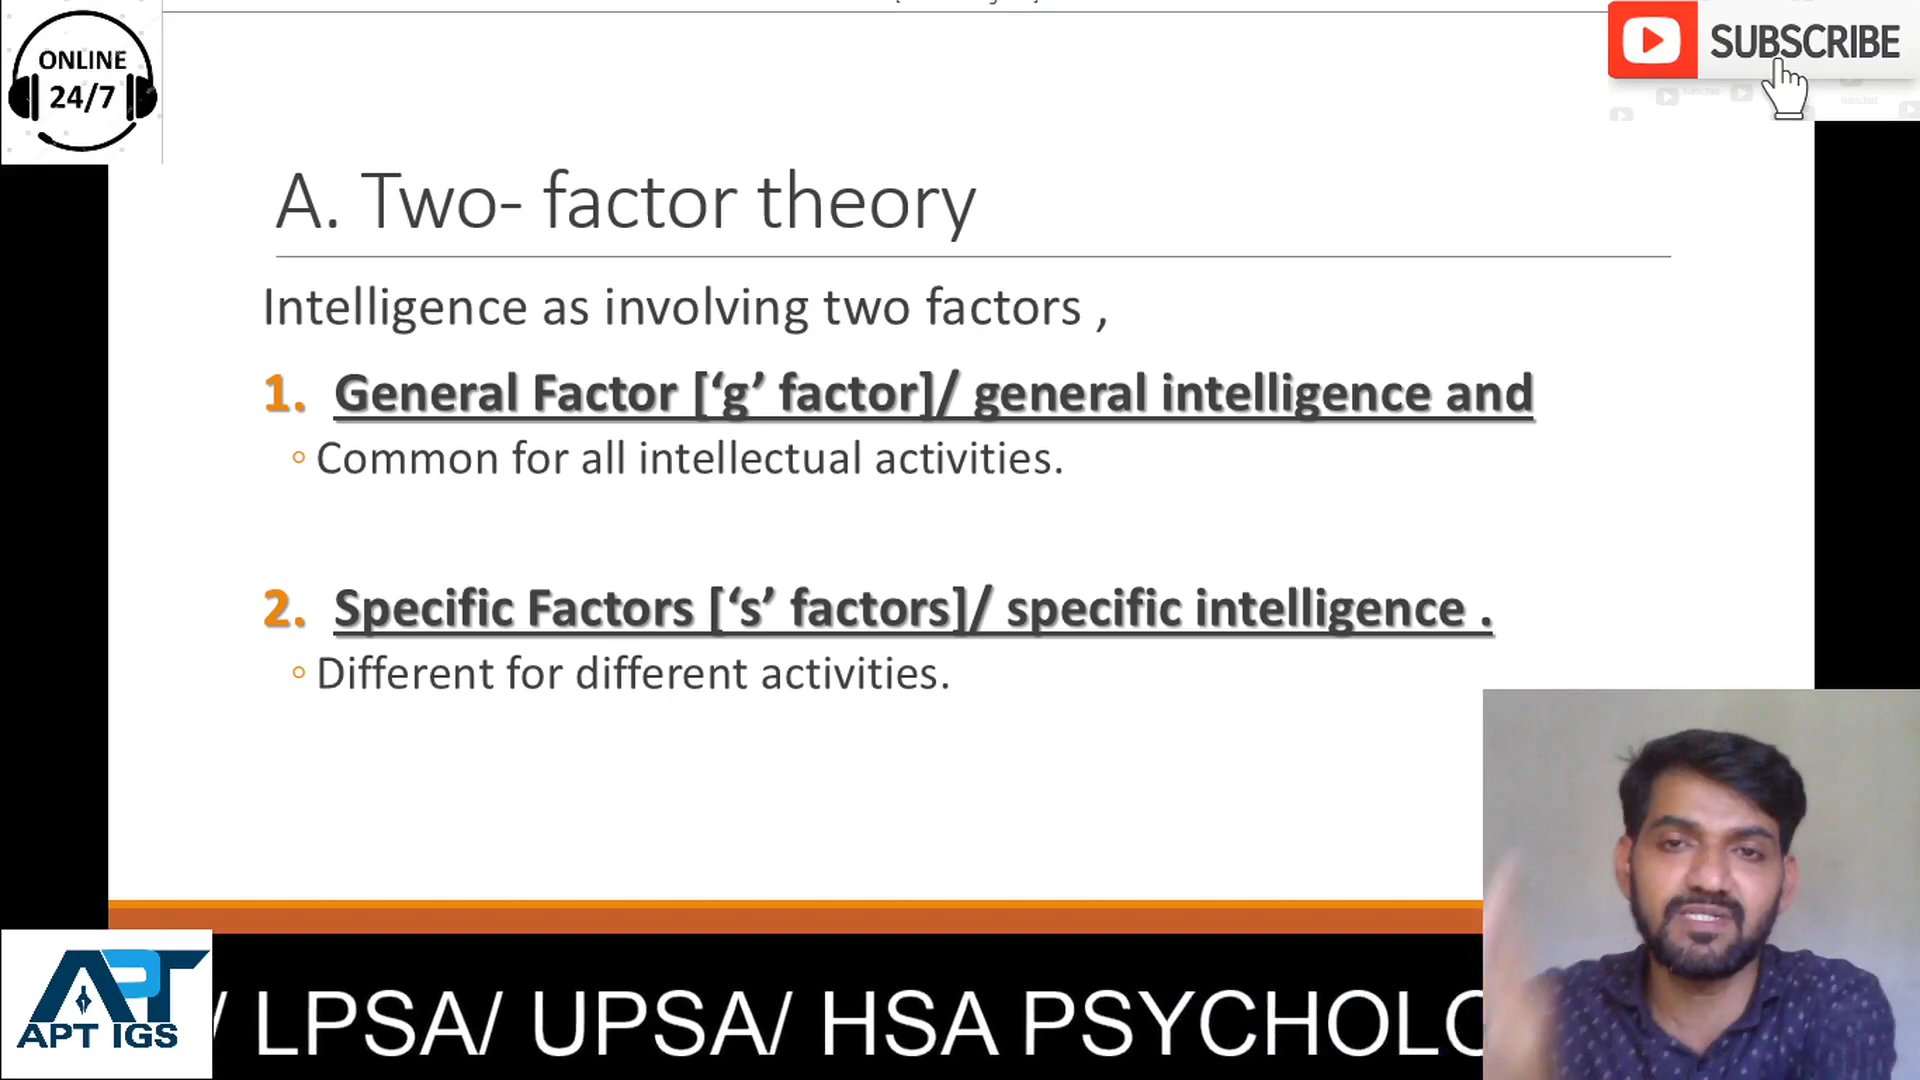 ONLINE
24/7
SUBSCRIBE
A. Two- factor theory
Intelligence as involving two factors ,
1. General Factor [‘g’ factor]/ general intelligence and
◦ Common for all intellectual activities.
2. Specific Factors [‘s’ factors]/ specific intelligence .
◦ Different for different activities.
APT
APT IGS
/ LPSA/ UPSA/ HSA PSYCHOLO